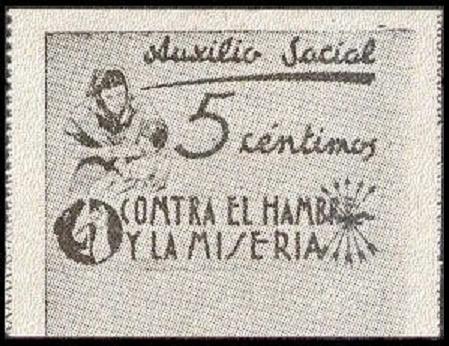 Auxilio Social
5 céntimos
CONTRA EL HAMBRE
Y LA MISERIA